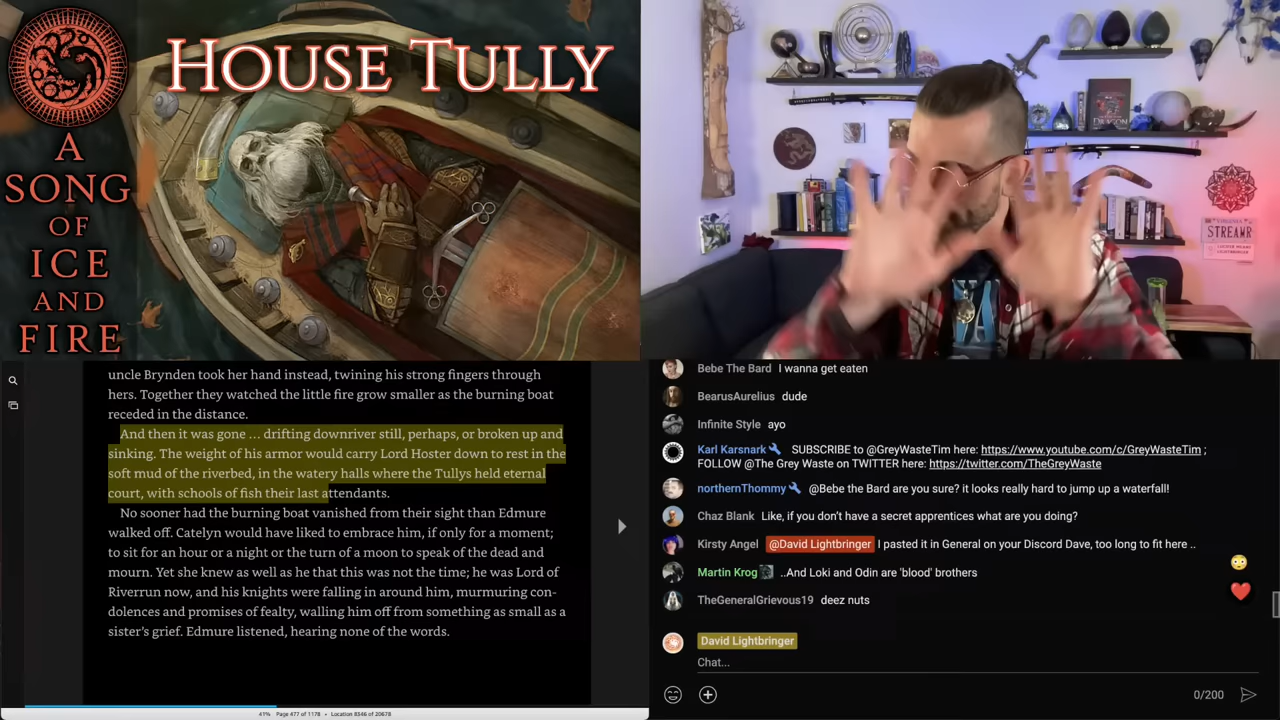 HOUSE TULLY
A
SONG
OF
ICE
AND
FIRE
DRAGON
STREAMR
uncle Brynden took her hand instead, twining his strong fingers through
hers. Together they watched the little fire grow smaller as the burning boat
receded in the distance.
And then it was gone … drifting downriver still, perhaps, or broken up and
sinking. The weight of his armor would carry Lord Hoster down to rest in the
soft mud of the riverbed, in the watery halls where the Tullys held eternal
court, with schools of fish their last attendants.
No sooner had the burning boat vanished from their sight than Edmure
walked off. Catelyn would have liked to embrace him, if only for a moment;
to sit for an hour or a night or the turn of a moon to speak of the dead and
mourn. Yet she knew as well as he that this was not the time; he was Lord of
Riverrun now, and his knights were falling in around him, murmuring con-
dolences and promises of fealty, walling him off from something as small as a
sister's grief. Edmure listened, hearing none of the words.
41% Page 477 of 1178 • Location 8346 of 20678
Bebe The Bard I wanna get eaten
BearusAurelius dude
Infinite Style ayo
Karl Karsnark SUBSCRIBE to @GreyWasteTim here: https://www.youtube.com/c/GreyWasteTim ;
FOLLOW @The Grey Waste on TWITTER here: https://twitter.com/TheGreyWaste
northernThommy @Bebe the Bard are you sure? it looks really hard to jump up a waterfall!
Chaz Blank Like, if you don't have a secret apprentices what are you doing?
Kirsty Angel @David Lightbringer I pasted it in General on your Discord Dave, too long to fit here ..
Martin Krog ..And Loki and Odin are 'blood' brothers
TheGeneralGrievous19 deez nuts
David Lightbringer
Chat...
0/200